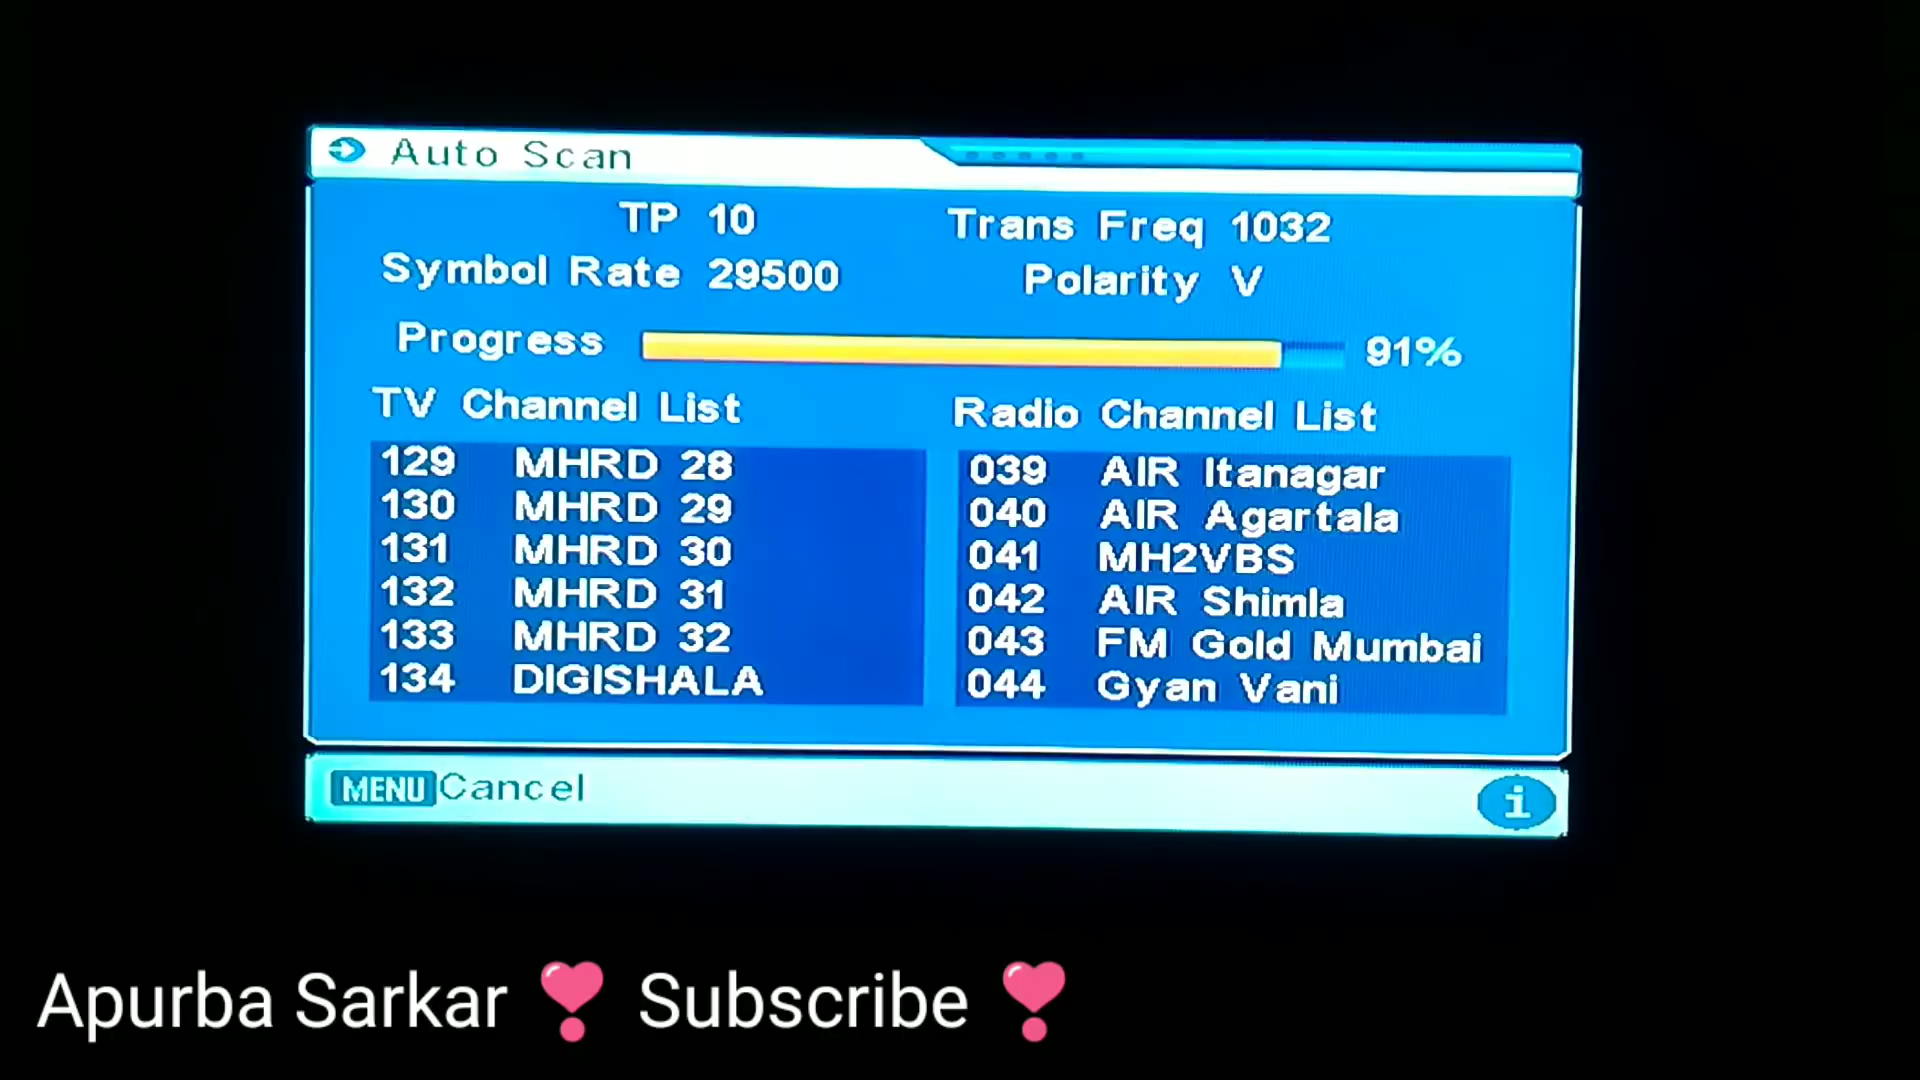 Auto Scan
TP 10 Trans Freq 1032
Symbol Rate 29500 Polarity V
Progress 91%
TV Channel List Radio Channel List
129 MHRD 28 039 AIR Itanagar
130 MHRD 29 040 AIR Agartala
131 MHRD 30 041 MH2VBS
132 MHRD 31 042 AIR Shimla
133 MHRD 32 043 FM Gold Mumbai
134 DIGISHALA 044 Gyan Vani
MENU Cancel i
Apurba Sarkar ❣ Subscribe ❣